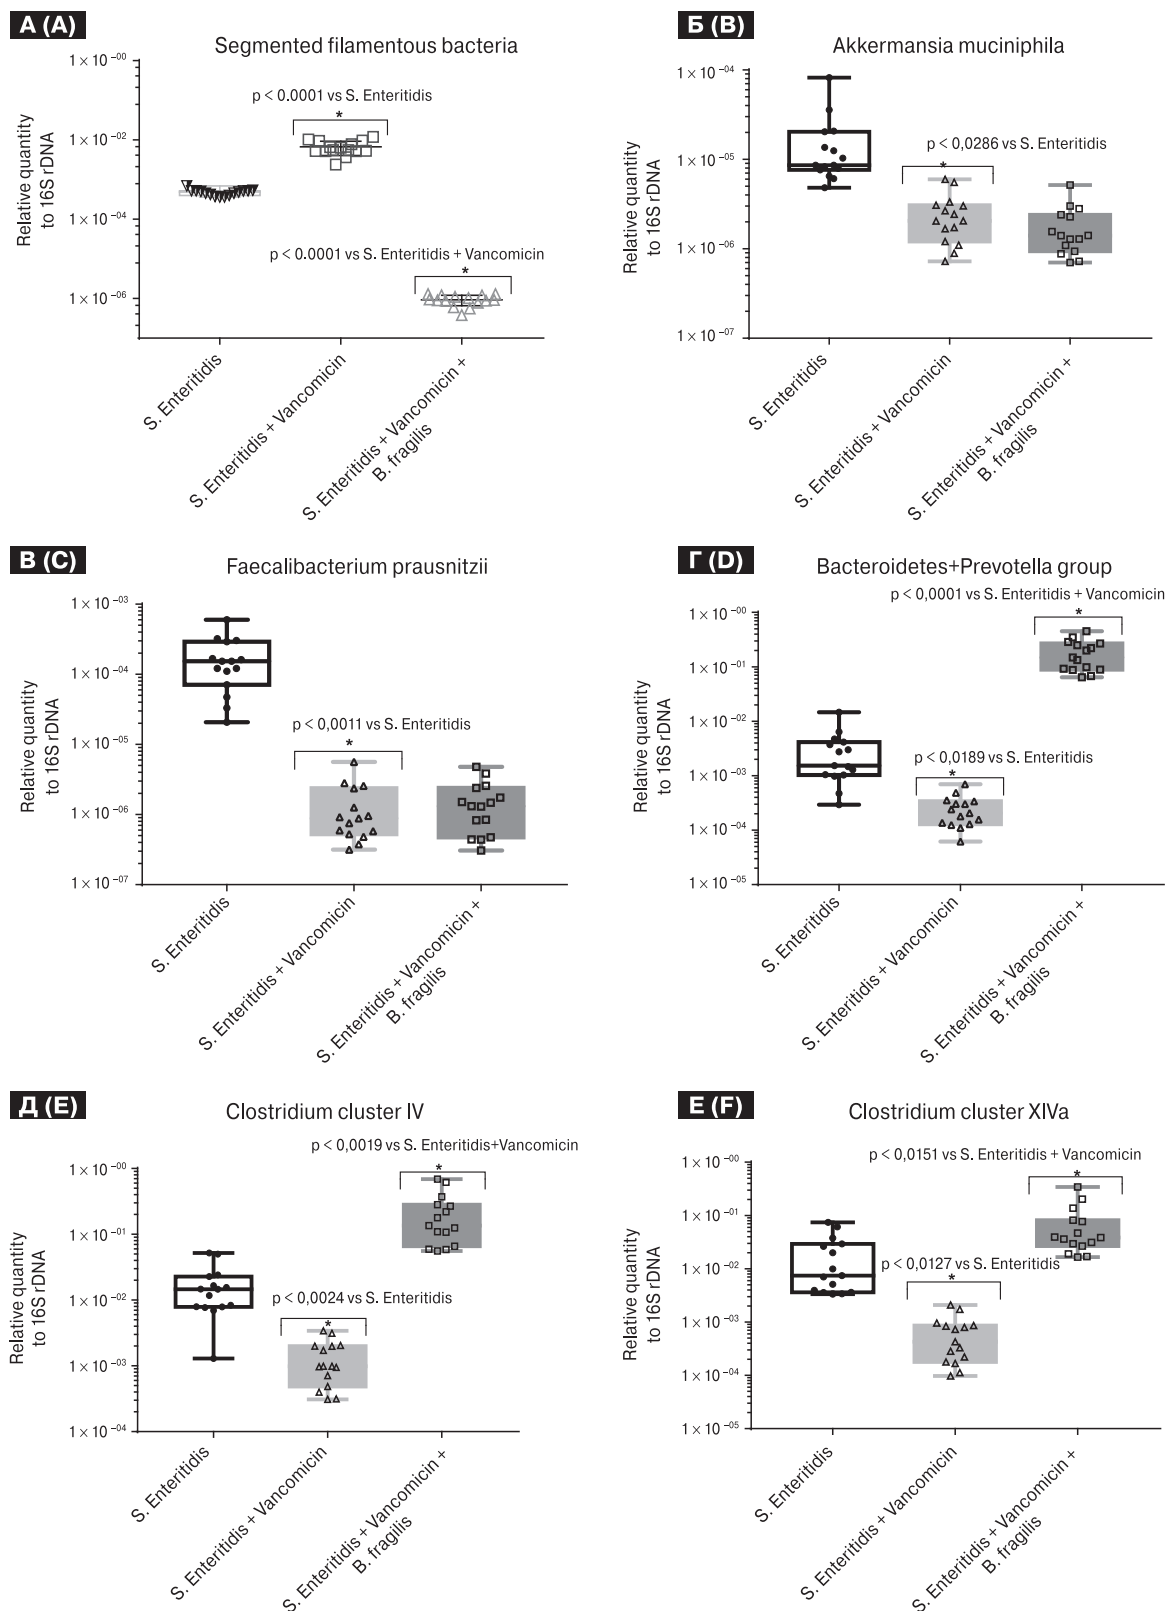 А (A)
Segmented filamentous bacteria
1 × 10 –00
1 × 10 –02
1 × 10 –04
1 × 10 –06
Relative quantity
to 16S rDNA
p < 0.0001 vs S. Enteritidis
*
p < 0.0001 vs S. Enteritidis + Vancomicin
*
S. Enteritidis
S. Enteritidis + Vancomicin
S. Enteritidis + Vancomicin +
B. fragilis
Б (B)
Akkermansia muciniphila
1 × 10 –04
1 × 10 –05
1 × 10 –06
1 × 10 –07
Relative quantity
to 16S rDNA
p < 0,0286 vs S. Enteritidis
*
S. Enteritidis
S. Enteritidis + Vancomicin
S. Enteritidis + Vancomicin +
B. fragilis
В (C)
Faecalibacterium prausnitzii
1 × 10 –03
1 × 10 –04
1 × 10 –05
1 × 10 –06
1 × 10 –07
Relative quantity
to 16S rDNA
p < 0,0011 vs S. Enteritidis
*
S. Enteritidis
S. Enteritidis + Vancomicin
S. Enteritidis + Vancomicin +
B. fragilis
Г (D)
Bacteroidetes+Prevotella group
p < 0,0001 vs S. Enteritidis + Vancomicin
*
1 × 10 –00
1 × 10 –01
1 × 10 –02
1 × 10 –03
1 × 10 –04
1 × 10 –05
Relative quantity
to 16S rDNA
p < 0,0189 vs S. Enteritidis
*
S. Enteritidis
S. Enteritidis + Vancomicin
S. Enteritidis + Vancomicin +
B. fragilis
Д (E)
Clostridium cluster IV
p < 0,0019 vs S. Enteritidis+Vancomicin
*
1 × 10 –00
1 × 10 –01
1 × 10 –02
1 × 10 –03
1 × 10 –04
Relative quantity
to 16S rDNA
p < 0,0024 vs S. Enteritidis
*
S. Enteritidis
S. Enteritidis + Vancomicin
S. Enteritidis + Vancomicin +
B. fragilis
Е (F)
Clostridium cluster XIVa
p < 0,0151 vs S. Enteritidis + Vancomicin
*
1 × 10 –00
1 × 10 –01
1 × 10 –02
1 × 10 –03
1 × 10 –04
1 × 10 –05
Relative quantity
to 16S rDNA
p < 0,0127 vs S. Enteritidis
*
S. Enteritidis
S. Enteritidis + Vancomicin
S. Enteritidis + Vancomicin +
B. fragilis